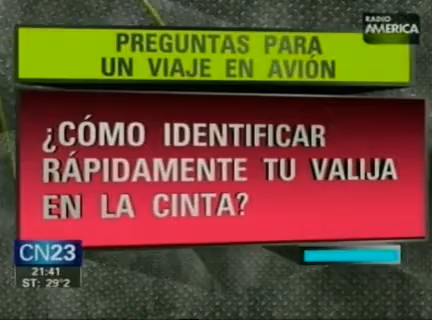 RADIO
AMERICA
PREGUNTAS PARA
UN VIAJE EN AVIÓN
¿CÓMO IDENTIFICAR
RÁPIDAMENTE TU VALIJA
EN LA CINTA?
CN23
21:41
ST: 29°2